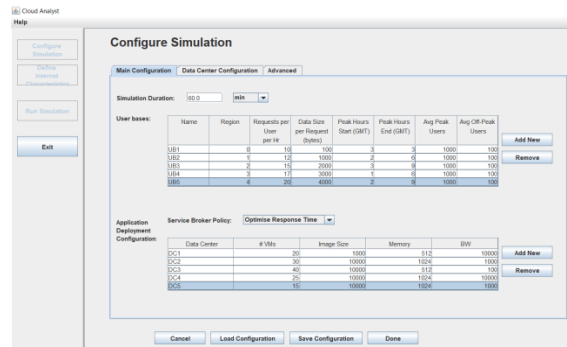 Cloud Analyst
Help
Configure Simulation
Configure
Simulation
Define
Internet
Characteristics
Run Simulation
Exit
Main Configuration Data Center Configuration Advanced
Simulation Duration: 60.0 min
User bases:
Name Region Requests per User per Hr Data Size per Request (bytes) Peak Hours Start (GMT) Peak Hours End (GMT) Avg Peak Users Avg Off-Peak Users
UB1 0 10 100 3 3 1000 100
UB2 1 12 1000 2 6 1000 100
UB3 2 15 2000 3 9 1000 100
UB4 3 17 3000 1 6 1000 100
UB5 4 20 4000 2 9 1000 100
Add New
Remove
Application
Deployment
Configuration:
Service Broker Policy: Optimise Response Time
Data Center # VMs Image Size Memory BW
DC1 20 1000 512 10000
DC2 30 10000 1024 1000
DC3 40 10000 512 100
DC4 25 10000 1024 10000
DC5 15 10000 1024 1000
Add New
Remove
Cancel Load Configuration Save Configuration Done